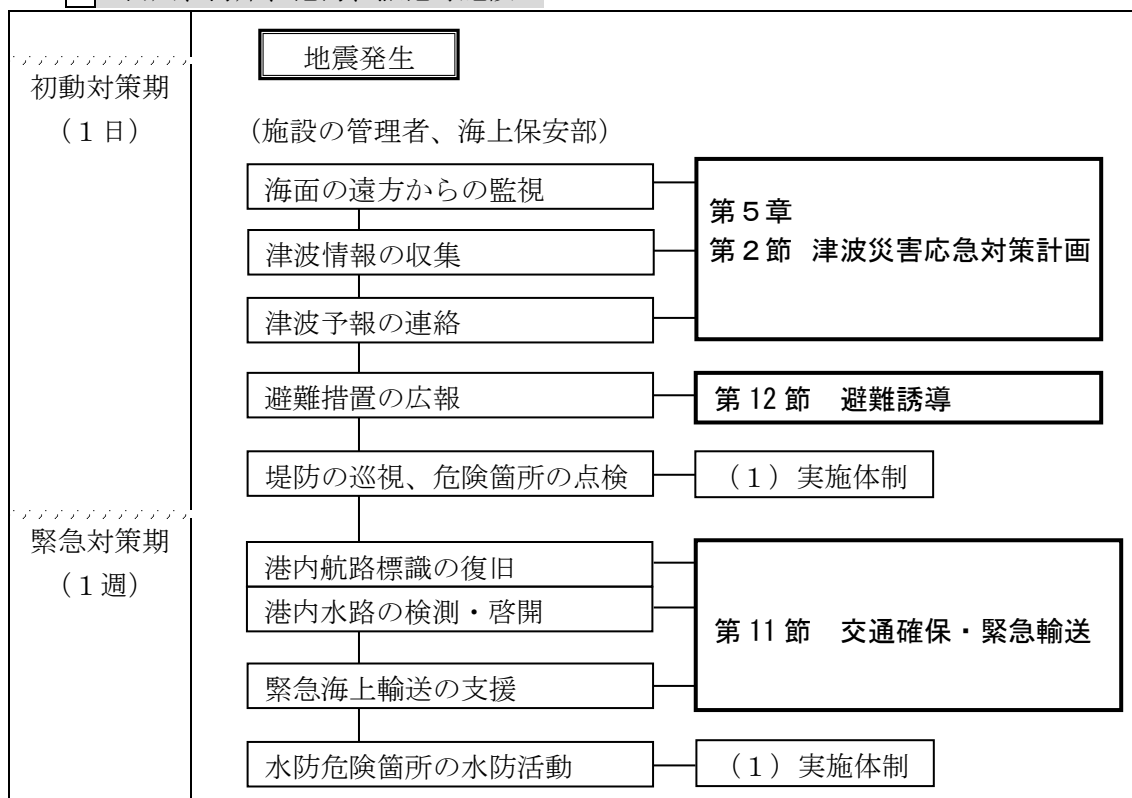 地震発生
初動対策期
(１日)
(施設の管理者、海上保安部)
海面の遠方からの監視
津波情報の収集
津波予報の連絡
第５章
第２節 津波災害応急対策計画
避難措置の広報
第 12 節 避難誘導
堤防の巡視、危険箇所の点検
（１）実施体制
緊急対策期
(１週)
港内航路標識の復旧
港内水路の検測・啓開
緊急海上輸送の支援
第 11 節 交通確保・緊急輸送
水防危険箇所の水防活動
（１）実施体制